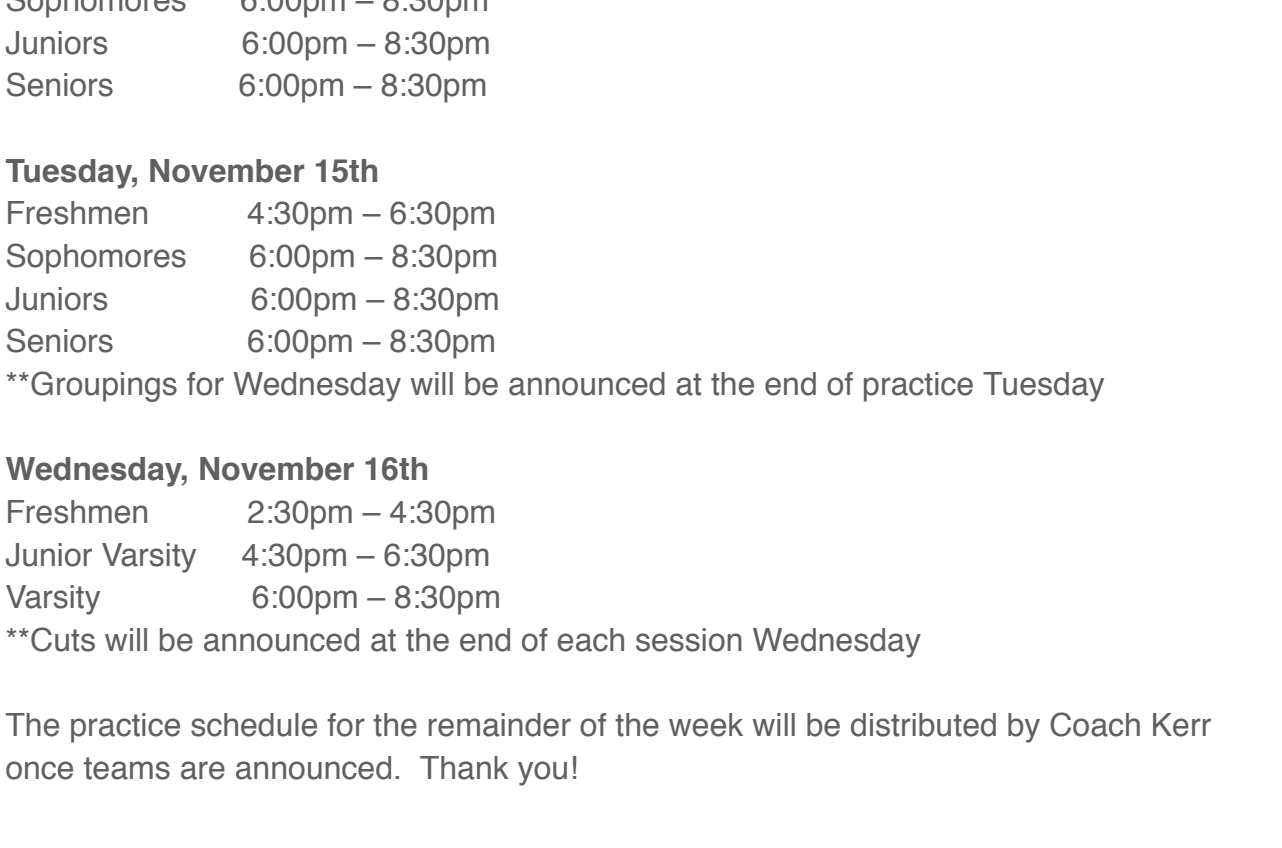 Sophomores 6:00pm – 8:30pm
Juniors 6:00pm – 8:30pm
Seniors 6:00pm – 8:30pm
Tuesday, November 15th
Freshmen 4:30pm – 6:30pm
Sophomores 6:00pm – 8:30pm
Juniors 6:00pm – 8:30pm
Seniors 6:00pm – 8:30pm
**Groupings for Wednesday will be announced at the end of practice Tuesday
Wednesday, November 16th
Freshmen 2:30pm – 4:30pm
Junior Varsity 4:30pm – 6:30pm
Varsity 6:00pm – 8:30pm
**Cuts will be announced at the end of each session Wednesday
The practice schedule for the remainder of the week will be distributed by Coach Kerr
once teams are announced.  Thank you!